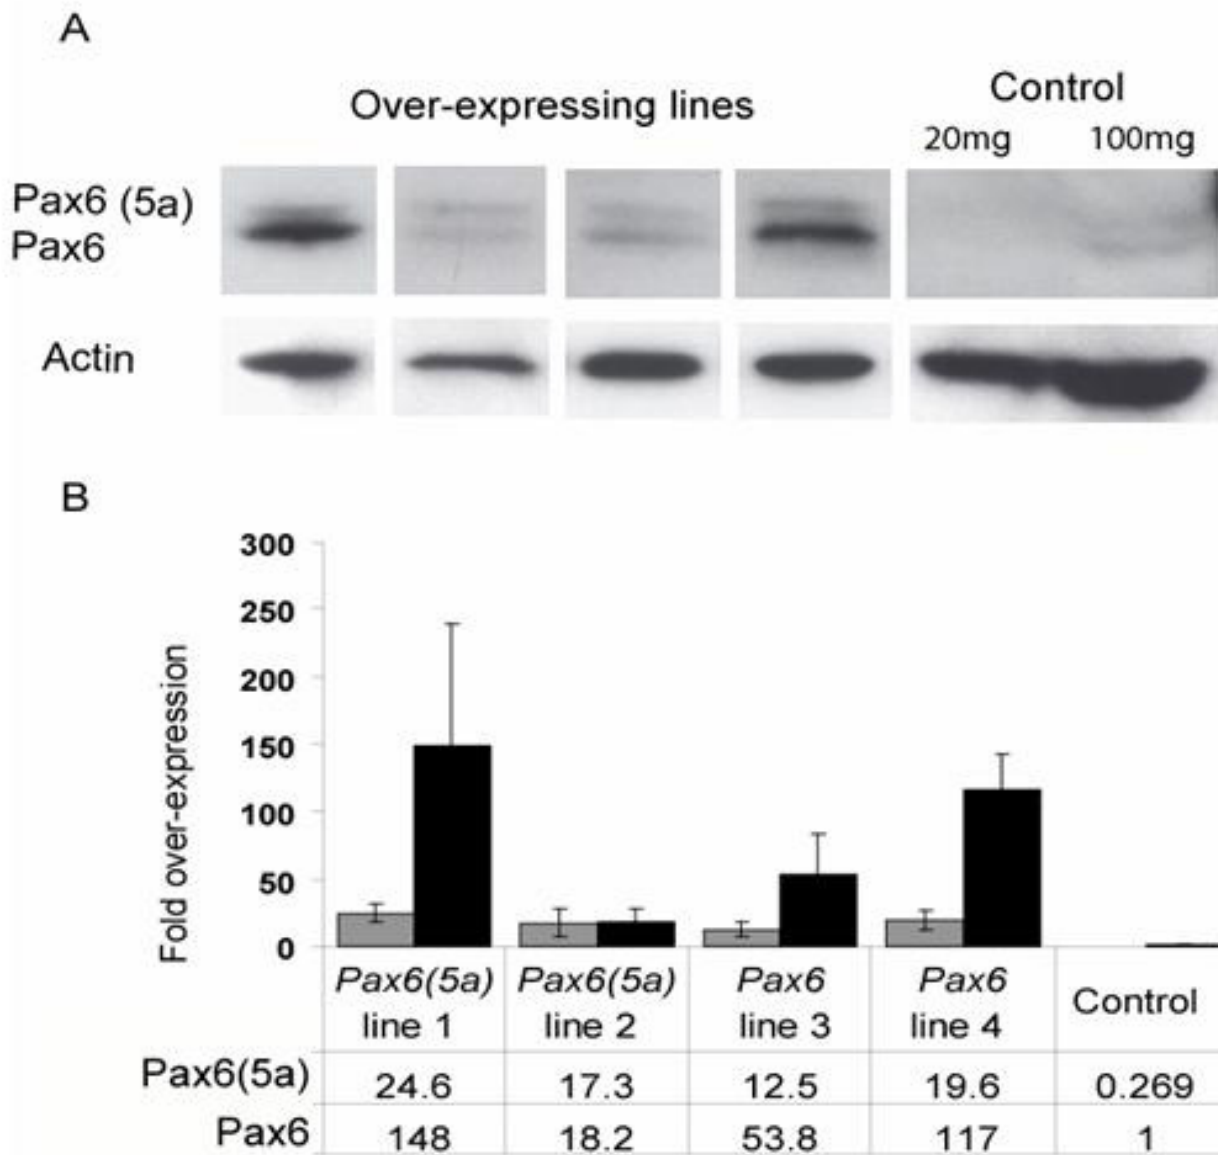 A
Over-expressing lines
Control
20mg 100mg
Pax6 (5a)
Pax6
Actin
B
Fold over-expression
300
250
200
150
100
50
0
Pax6(5a) line 1
Pax6(5a) line 2
Pax6 line 3
Pax6 line 4
Control
Pax6(5a) 24.6 17.3 12.5 19.6 0.269
Pax6 148 18.2 53.8 117 1